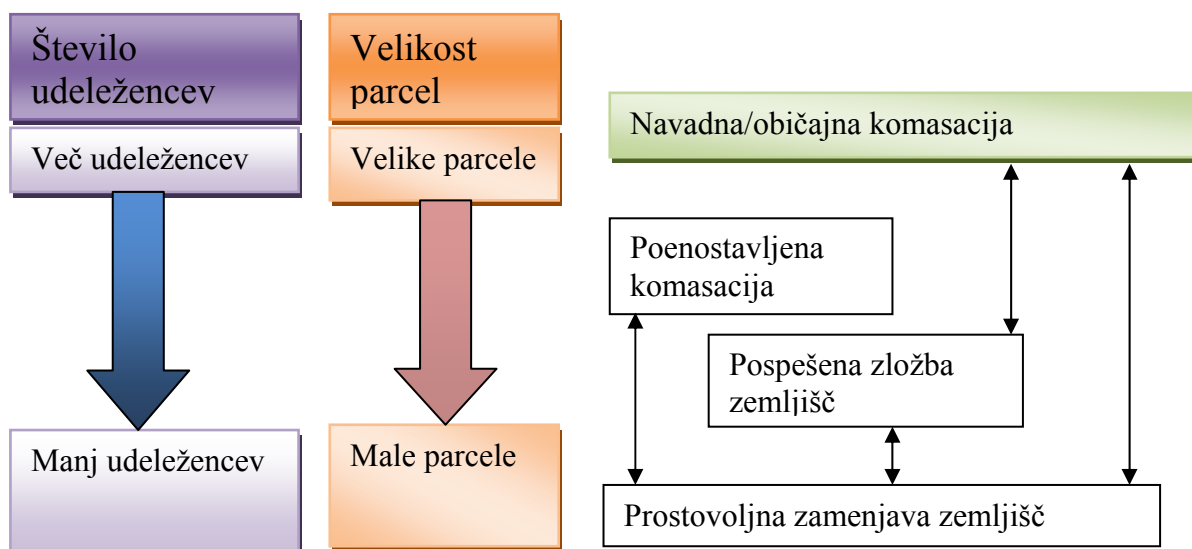 Število
udeležencev
Več udeležencev
Manj udeležencev
Velikost
parcel
Velike parcele
Male parcele
Navadna/običajna komasacija
Poenostavljena
komasacija
Pospešena zložba
zemljišč
Prostovoljna zamenjava zemljišč